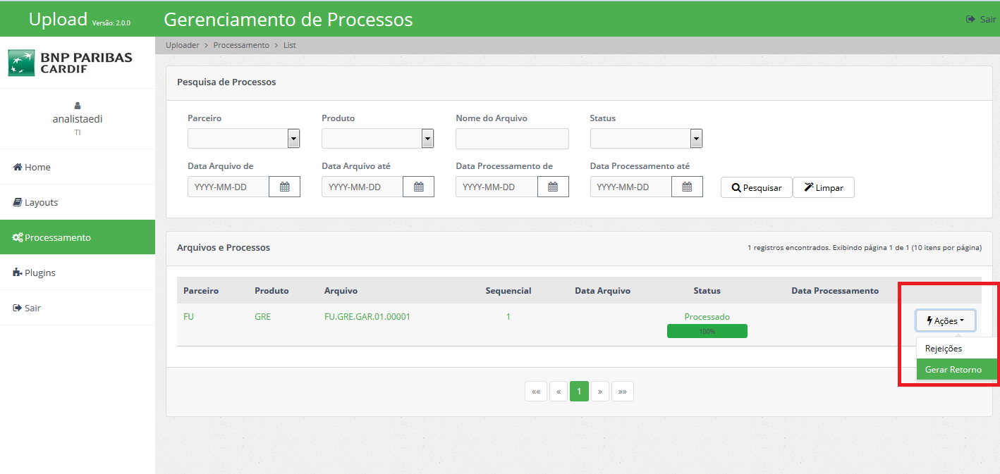 Upload Versão: 2.0.0
Gerenciamento de Processos
Sair
BNP PARIBAS
CARDIF
analistaedi
TI
Home
Layouts
Processamento
Plugins
Sair
Uploader > Processamento > List
Pesquisa de Processos
Parceiro Produto Nome do Arquivo Status
Data Arquivo de Data Arquivo até Data Processamento de Data Processamento até
YYYY-MM-DD YYYY-MM-DD YYYY-MM-DD YYYY-MM-DD Pesquisar Limpar
Arquivos e Processos 1 registros encontrados. Exibindo página 1 de 1 (10 itens por página)
Parceiro Produto Arquivo Sequencial Data Arquivo Status Data Processamento
FU GRE FU.GRE.GAR.01.00001 1 Processado
100%
Ações
Rejeições
Gerar Retorno
«« « 1 » »»